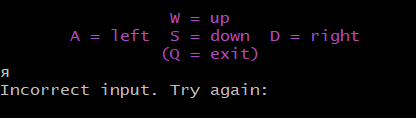 W = up
A = left S = down D = right
(Q = exit)
я
Incorrect input. Try again: